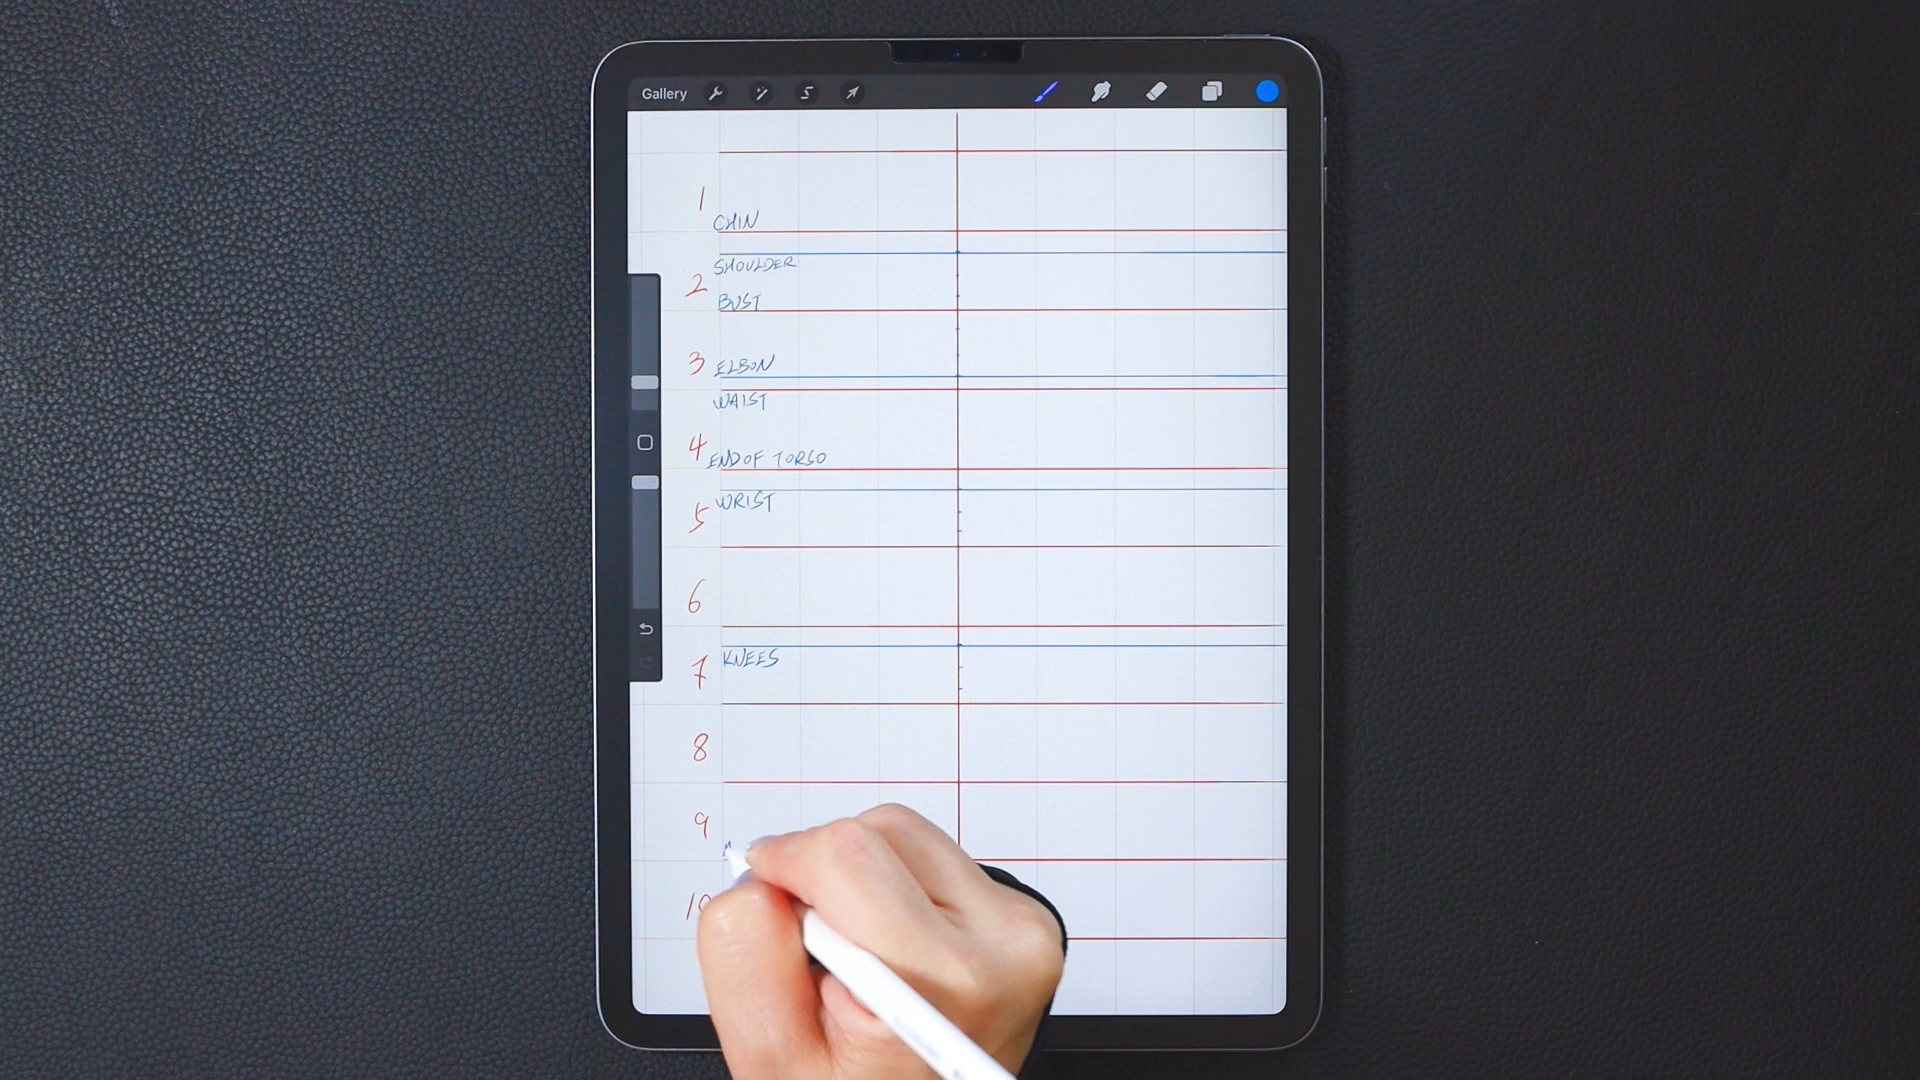 Gallery
1
CHIN
SHOULDER
2
BUST
3 ELBON
WAIST
4 END OF TORSO
WRIST
5
6
KNEES
7
8
9
10